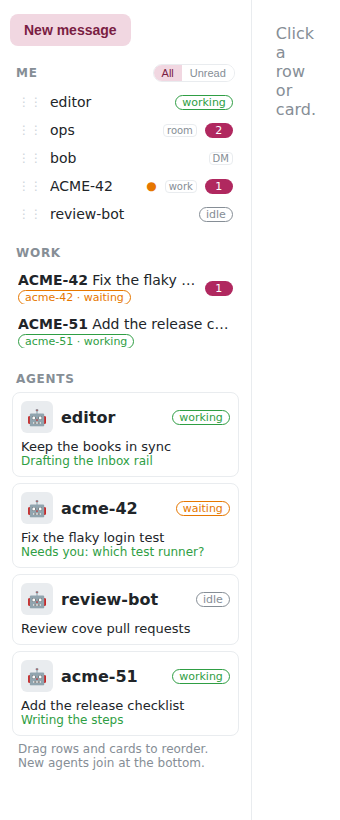 New message
ME All Unread
editor working
ops room 2
bob DM
ACME-42 work 1
review-bot idle
WORK
ACME-42 Fix the flaky ... 1
acme-42 · waiting
ACME-51 Add the release c...
acme-51 · working
AGENTS
editor working
Keep the books in sync
Drafting the Inbox rail
acme-42 waiting
Fix the flaky login test
Needs you: which test runner?
review-bot idle
Review cove pull requests
acme-51 working
Add the release checklist
Writing the steps
Drag rows and cards to reorder.
New agents join at the bottom.
Click
a
row
or
card.